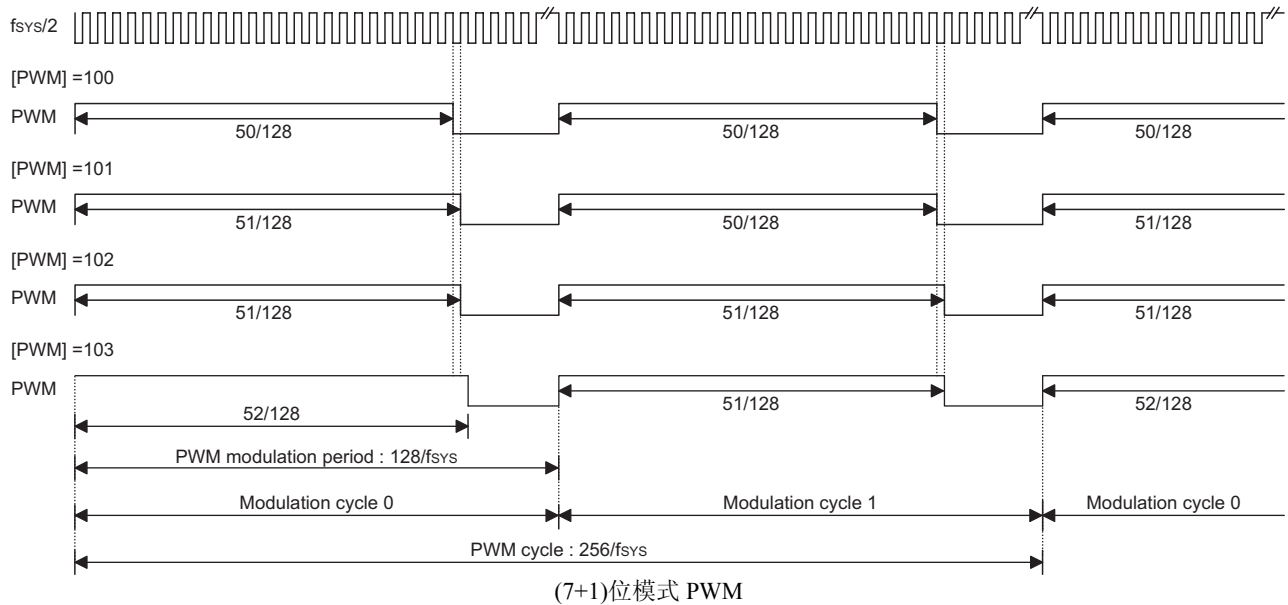 fSYS/2
[PWM] =100
PWM
50/128 50/128 50/128
[PWM] =101
PWM
51/128 50/128 51/128
[PWM] =102
PWM
51/128 51/128 51/128
[PWM] =103
PWM
52/128 51/128 52/128
PWM modulation period : 128/fSYS
Modulation cycle 0 Modulation cycle 1 Modulation cycle 0
PWM cycle : 256/fSYS
(7+1)位模式 PWM